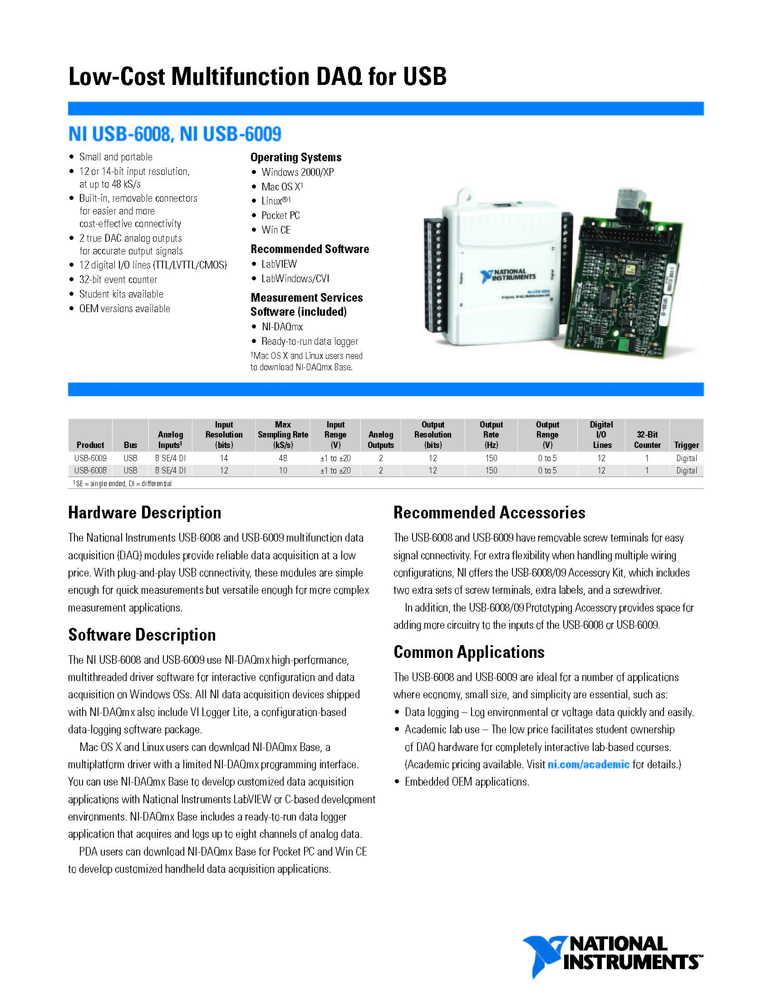 Low-Cost Multifunction DAQ for USB
NI USB-6008, NI USB-6009
• Small and portable
• 12 or 14-bit input resolution,
at up to 48 kS/s
• Built-in, removable connectors
for easier and more
cost-effective connectivity
• 2 true DAC analog outputs
for accurate output signals
• 12 digital I/O lines (TTL/LVTTL/CMOS)
• 32-bit event counter
• Student kits available
• OEM versions available
Operating Systems
• Windows 2000/XP
• Mac OS X¹
• Linux®¹
• Pocket PC
• Win CE
Recommended Software
• LabVIEW
• LabWindows/CVI
Measurement Services
Software (included)
• NI-DAQmx
• Ready-to-run data logger
¹Mac OS X and Linux users need
to download NI-DAQmx Base.
NATIONAL
INSTRUMENTS
NI USB-6009
8 Inputs, 14-bit, Multifunction I/O
Analog
Digital
1
16
17
32
Product Bus Analog Inputs¹ Input Resolution (bits) Max Sampling Rate (kS/s) Input Range (V) Analog Outputs Output Resolution (bits) Output Rate (Hz) Output Range (V) Digital I/O Lines 32-Bit Counter Trigger
USB-6009 USB 8 SE/4 DI 14 48 ±1 to ±20 2 12 150 0 to 5 12 1 Digital
USB-6008 USB 8 SE/4 DI 12 10 ±1 to ±20 2 12 150 0 to 5 12 1 Digital
¹SE = single ended, DI = differential
Hardware Description
The National Instruments USB-6008 and USB-6009 multifunction data
acquisition (DAQ) modules provide reliable data acquisition at a low
price. With plug-and-play USB connectivity, these modules are simple
enough for quick measurements but versatile enough for more complex
measurement applications.
Software Description
The NI USB-6008 and USB-6009 use NI-DAQmx high-performance,
multithreaded driver software for interactive configuration and data
acquisition on Windows OSs. All NI data acquisition devices shipped
with NI-DAQmx also include VI Logger Lite, a configuration-based
data-logging software package.
Mac OS X and Linux users can download NI-DAQmx Base, a
multiplatform driver with a limited NI-DAQmx programming interface.
You can use NI-DAQmx Base to develop customized data acquisition
applications with National Instruments LabVIEW or C-based development
environments. NI-DAQmx Base includes a ready-to-run data logger
application that acquires and logs up to eight channels of analog data.
PDA users can download NI-DAQmx Base for Pocket PC and Win CE
to develop customized handheld data acquisition applications.
Recommended Accessories
The USB-6008 and USB-6009 have removable screw terminals for easy
signal connectivity. For extra flexibility when handling multiple wiring
configurations, NI offers the USB-6008/09 Accessory Kit, which includes
two extra sets of screw terminals, extra labels, and a screwdriver.
In addition, the USB-6008/09 Prototyping Accessory provides space for
adding more circuitry to the inputs of the USB-6008 or USB-6009.
Common Applications
The USB-6008 and USB-6009 are ideal for a number of applications
where economy, small size, and simplicity are essential, such as:
• Data logging – Log environmental or voltage data quickly and easily.
• Academic lab use – The low price facilitates student ownership
of DAQ hardware for completely interactive lab-based courses.
(Academic pricing available. Visit ni.com/academic for details.)
• Embedded OEM applications.
NATIONAL
INSTRUMENTS™